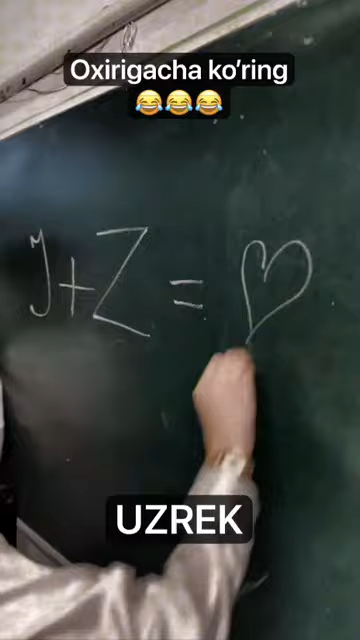 Oxirigacha ko‘ring
😂😂😂
J+Z=♡
UZREK